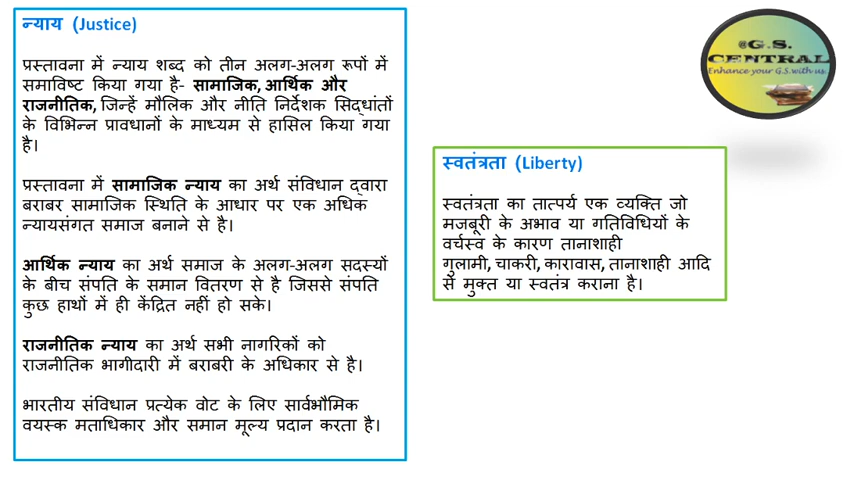 न्याय (Justice)
प्रस्तावना में न्याय शब्द को तीन अलग-अलग रूपों में
समाविष्ट किया गया है- सामाजिक, आर्थिक और
राजनीतिक, जिन्हें मौलिक और नीति निर्देशक सिद्धांतों
के विभिन्न प्रावधानों के माध्यम से हासिल किया गया
है।
प्रस्तावना में सामाजिक न्याय का अर्थ संविधान द्वारा
बराबर सामाजिक स्थिति के आधार पर एक अधिक
न्यायसंगत समाज बनाने से है।
आर्थिक न्याय का अर्थ समाज के अलग-अलग सदस्यों
के बीच संपति के समान वितरण से है जिससे संपति
कुछ हाथों में ही केंद्रित नहीं हो सके।
राजनीतिक न्याय का अर्थ सभी नागरिकों को
राजनीतिक भागीदारी में बराबरी के अधिकार से है।
भारतीय संविधान प्रत्येक वोट के लिए सार्वभौमिक
वयस्क मताधिकार और समान मूल्य प्रदान करता है।
@G.S.
CENTRAL
Enhance your G.S.with us.
स्वतंत्रता (Liberty)
स्वतंत्रता का तात्पर्य एक व्यक्ति जो
मजबूरी के अभाव या गतिविधियों के
वर्चस्व के कारण तानाशाही
गुलामी, चाकरी, कारावास, तानाशाही आदि
से मुक्त या स्वतंत्र कराना है।